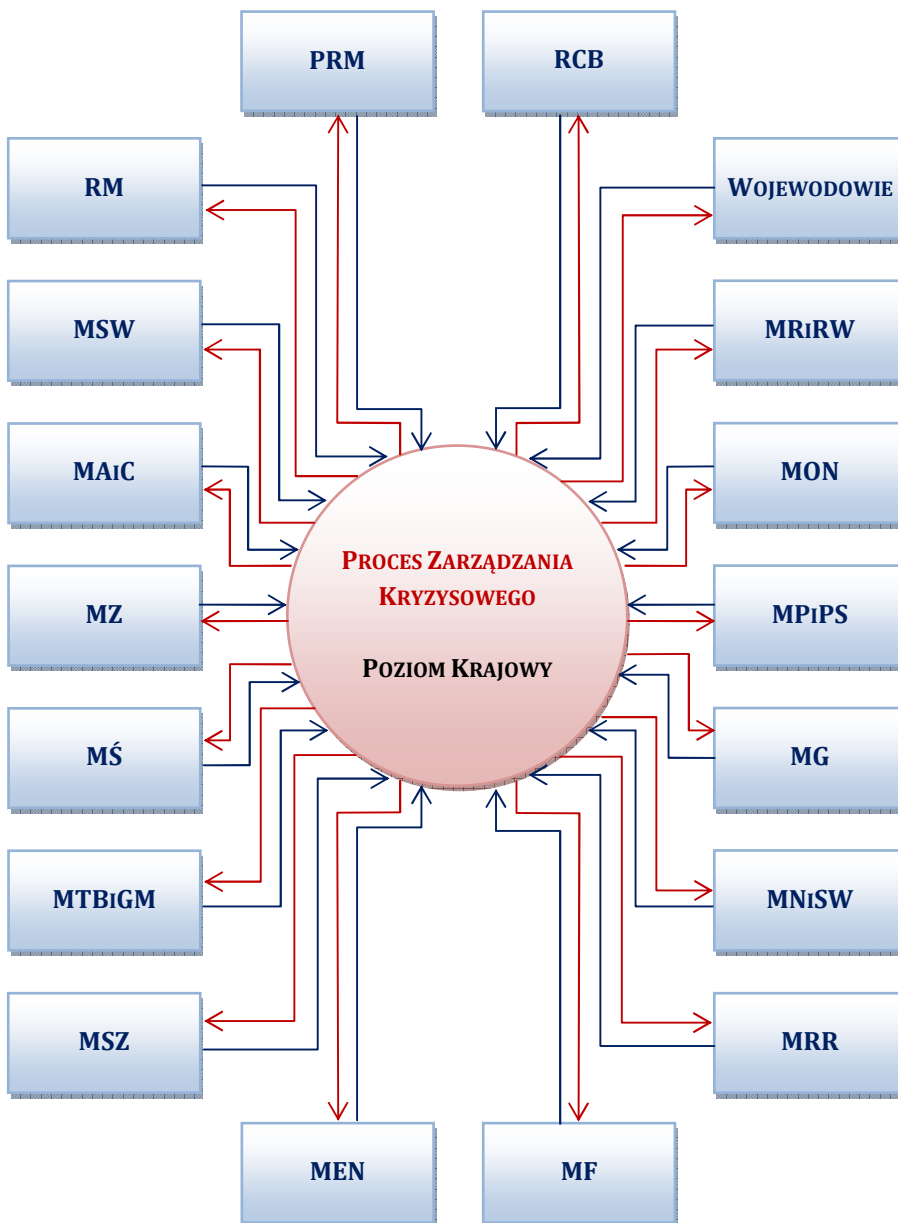 PRM
RCB
RM
WOJEWODOWIE
MSW
MRIRW
MAIC
MON
PROCES ZARZĄDZANIA
KRYZYSOWEGO
MZ
MPIPS
POZIOM KRAJOWY
MŚ
MG
MTBIGM
MNISW
MSZ
MRR
MEN
MF